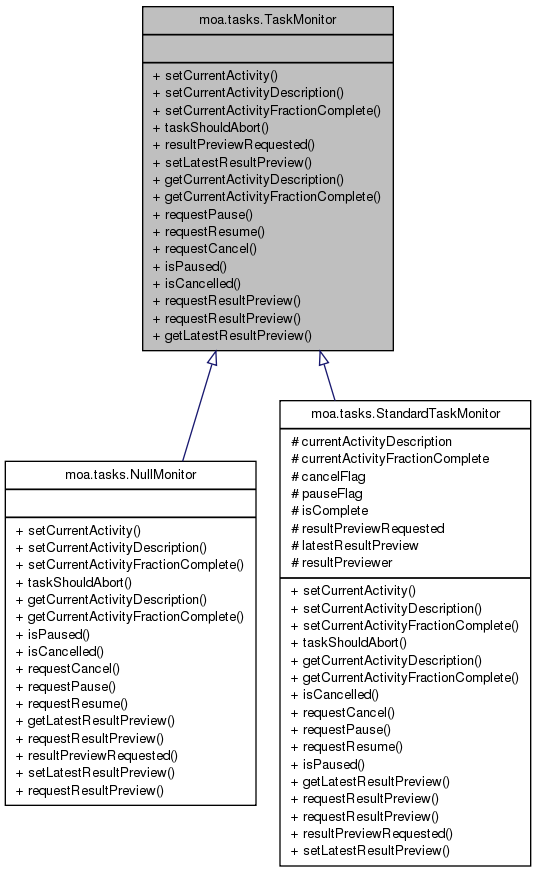 moa.tasks.TaskMonitor
+ setCurrentActivity()
+ setCurrentActivityDescription()
+ setCurrentActivityFractionComplete()
+ taskShouldAbort()
+ resultPreviewRequested()
+ setLatestResultPreview()
+ getCurrentActivityDescription()
+ getCurrentActivityFractionComplete()
+ requestPause()
+ requestResume()
+ requestCancel()
+ isPaused()
+ isCancelled()
+ requestResultPreview()
+ requestResultPreview()
+ getLatestResultPreview()
moa.tasks.NullMonitor
+ setCurrentActivity()
+ setCurrentActivityDescription()
+ setCurrentActivityFractionComplete()
+ taskShouldAbort()
+ getCurrentActivityDescription()
+ getCurrentActivityFractionComplete()
+ isPaused()
+ isCancelled()
+ requestCancel()
+ requestPause()
+ requestResume()
+ getLatestResultPreview()
+ requestResultPreview()
+ resultPreviewRequested()
+ setLatestResultPreview()
+ requestResultPreview()
moa.tasks.StandardTaskMonitor
# currentActivityDescription
# currentActivityFractionComplete
# cancelFlag
# pauseFlag
# isComplete
# resultPreviewRequested
# latestResultPreview
# resultPreviewer
+ setCurrentActivity()
+ setCurrentActivityDescription()
+ setCurrentActivityFractionComplete()
+ taskShouldAbort()
+ getCurrentActivityDescription()
+ getCurrentActivityFractionComplete()
+ isCancelled()
+ requestCancel()
+ requestPause()
+ requestResume()
+ isPaused()
+ getLatestResultPreview()
+ requestResultPreview()
+ requestResultPreview()
+ resultPreviewRequested()
+ setLatestResultPreview()